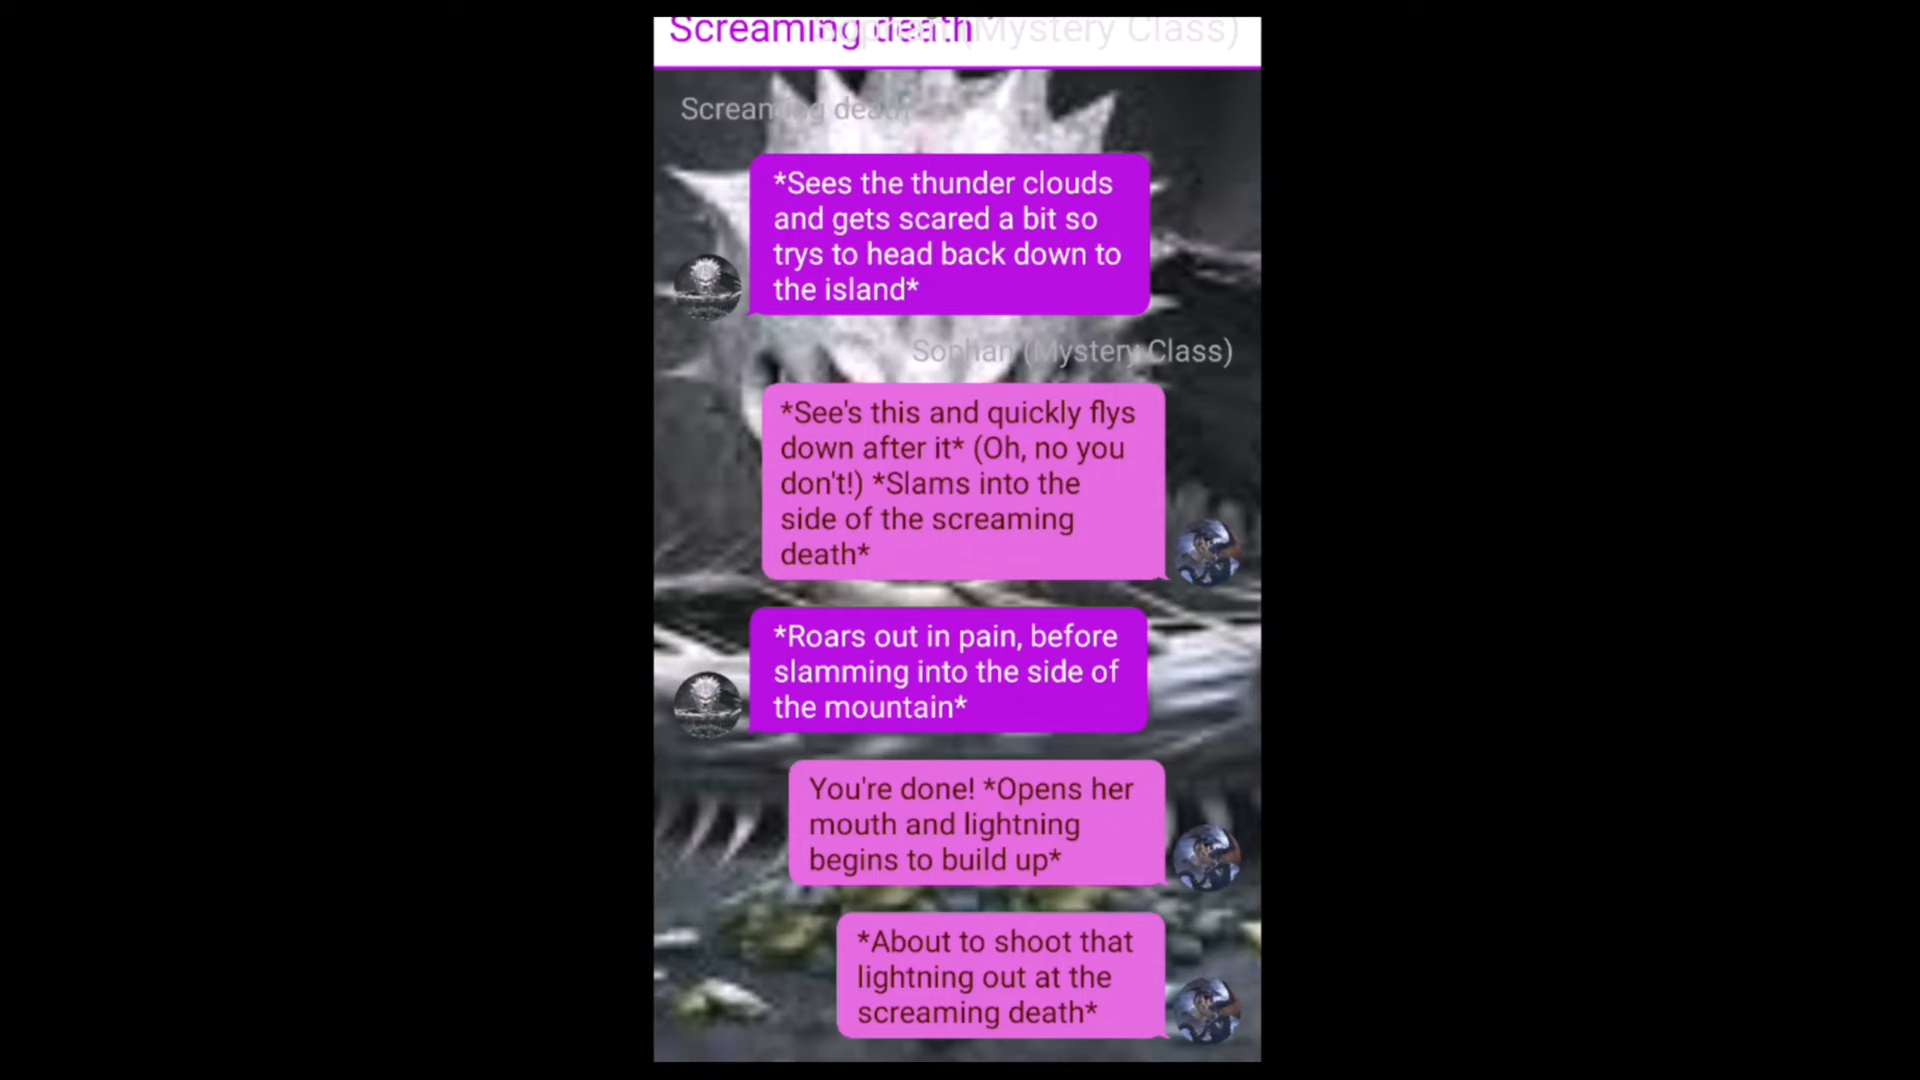 Screaming death
Sophan (Mystery Class)
Screaming death
*Sees the thunder clouds
and gets scared a bit so
trys to head back down to
the island*
Sophan (Mystery Class)
*See's this and quickly flys
down after it* (Oh, no you
don't!) *Slams into the
side of the screaming
death*
*Roars out in pain, before
slamming into the side of
the mountain*
You're done! *Opens her
mouth and lightning
begins to build up*
*About to shoot that
lightning out at the
screaming death*